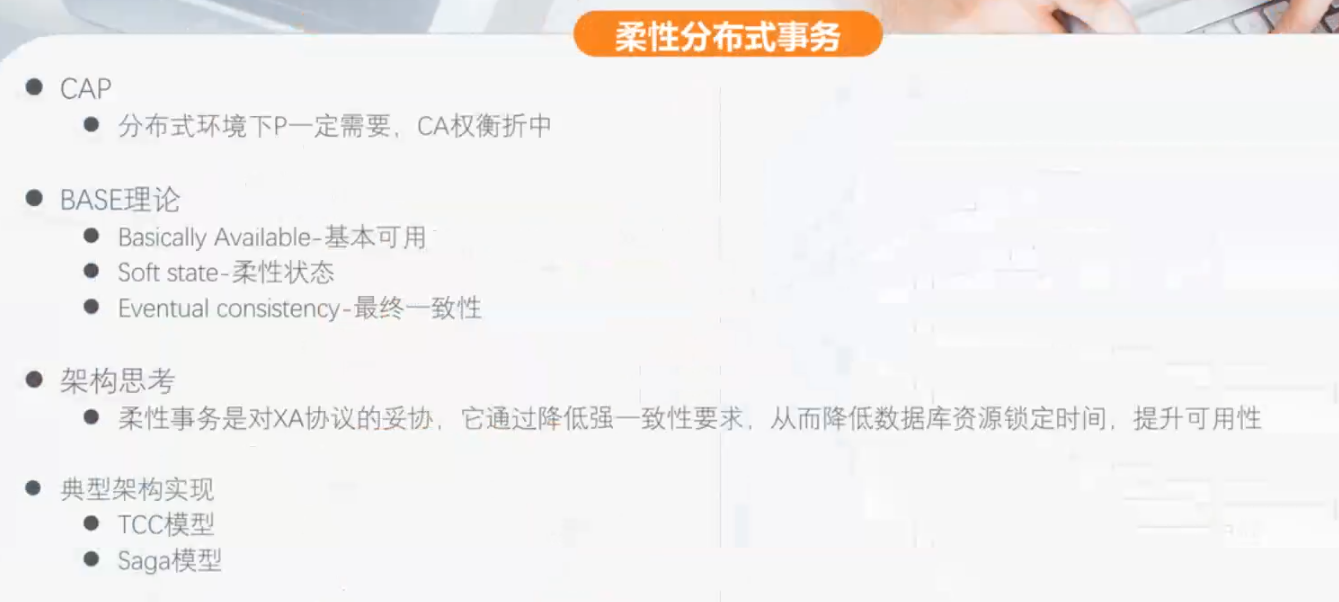 柔性分布式事务
CAP
分布式环境下P一定需要，CA权衡折中
BASE理论
Basically Available-基本可用
Soft state-柔性状态
Eventual consistency-最终一致性
架构思考
柔性事务是对XA协议的妥协，它通过降低强一致性要求，从而降低数据库资源锁定时间，提升可用性
典型架构实现
TCC模型
Saga模型